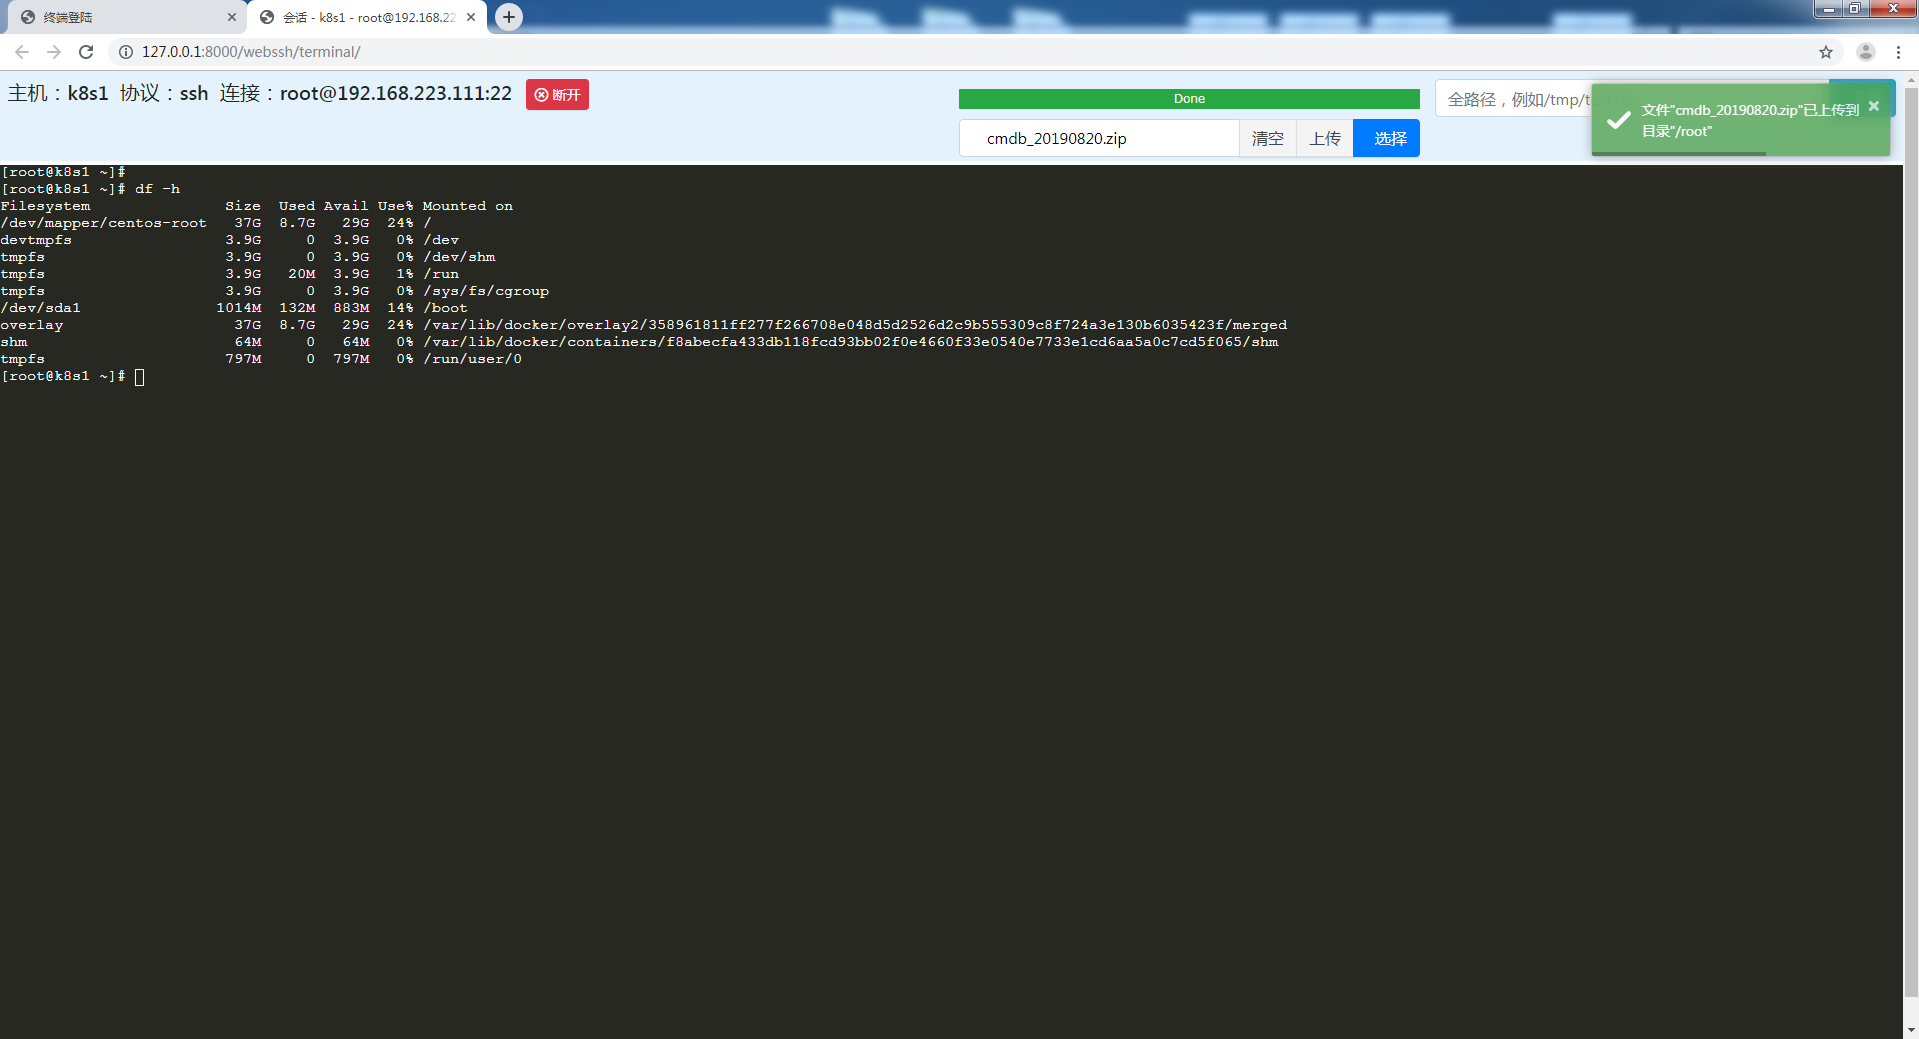 终端登陆
会话 - k8s1 - root@192.168.22
127.0.0.1:8000/webssh/terminal/
主机：k8s1 协议：ssh 连接：root@192.168.223.111:22 断开
Done
cmdb_20190820.zip 清空 上传 选择
全路径，例如/tmp/t
文件"cmdb_20190820.zip"已上传到
目录"/root"
[root@k8s1 ~]#
[root@k8s1 ~]# df -h
Filesystem Size Used Avail Use% Mounted on
/dev/mapper/centos-root 37G 8.7G 29G 24% /
devtmpfs 3.9G 0 3.9G 0% /dev
tmpfs 3.9G 0 3.9G 0% /dev/shm
tmpfs 3.9G 20M 3.9G 1% /run
tmpfs 3.9G 0 3.9G 0% /sys/fs/cgroup
/dev/sda1 1014M 132M 883M 14% /boot
overlay 37G 8.7G 29G 24% /var/lib/docker/overlay2/358961811ff277f266708e048d5d2526d2c9b555309c8f724a3e130b6035423f/merged
shm 64M 0 64M 0% /var/lib/docker/containers/f8abecfa433db118fcd93bb02f0e4660f33e0540e7733e1cd6aa5a0c7cd5f065/shm
tmpfs 797M 0 797M 0% /run/user/0
[root@k8s1 ~]#